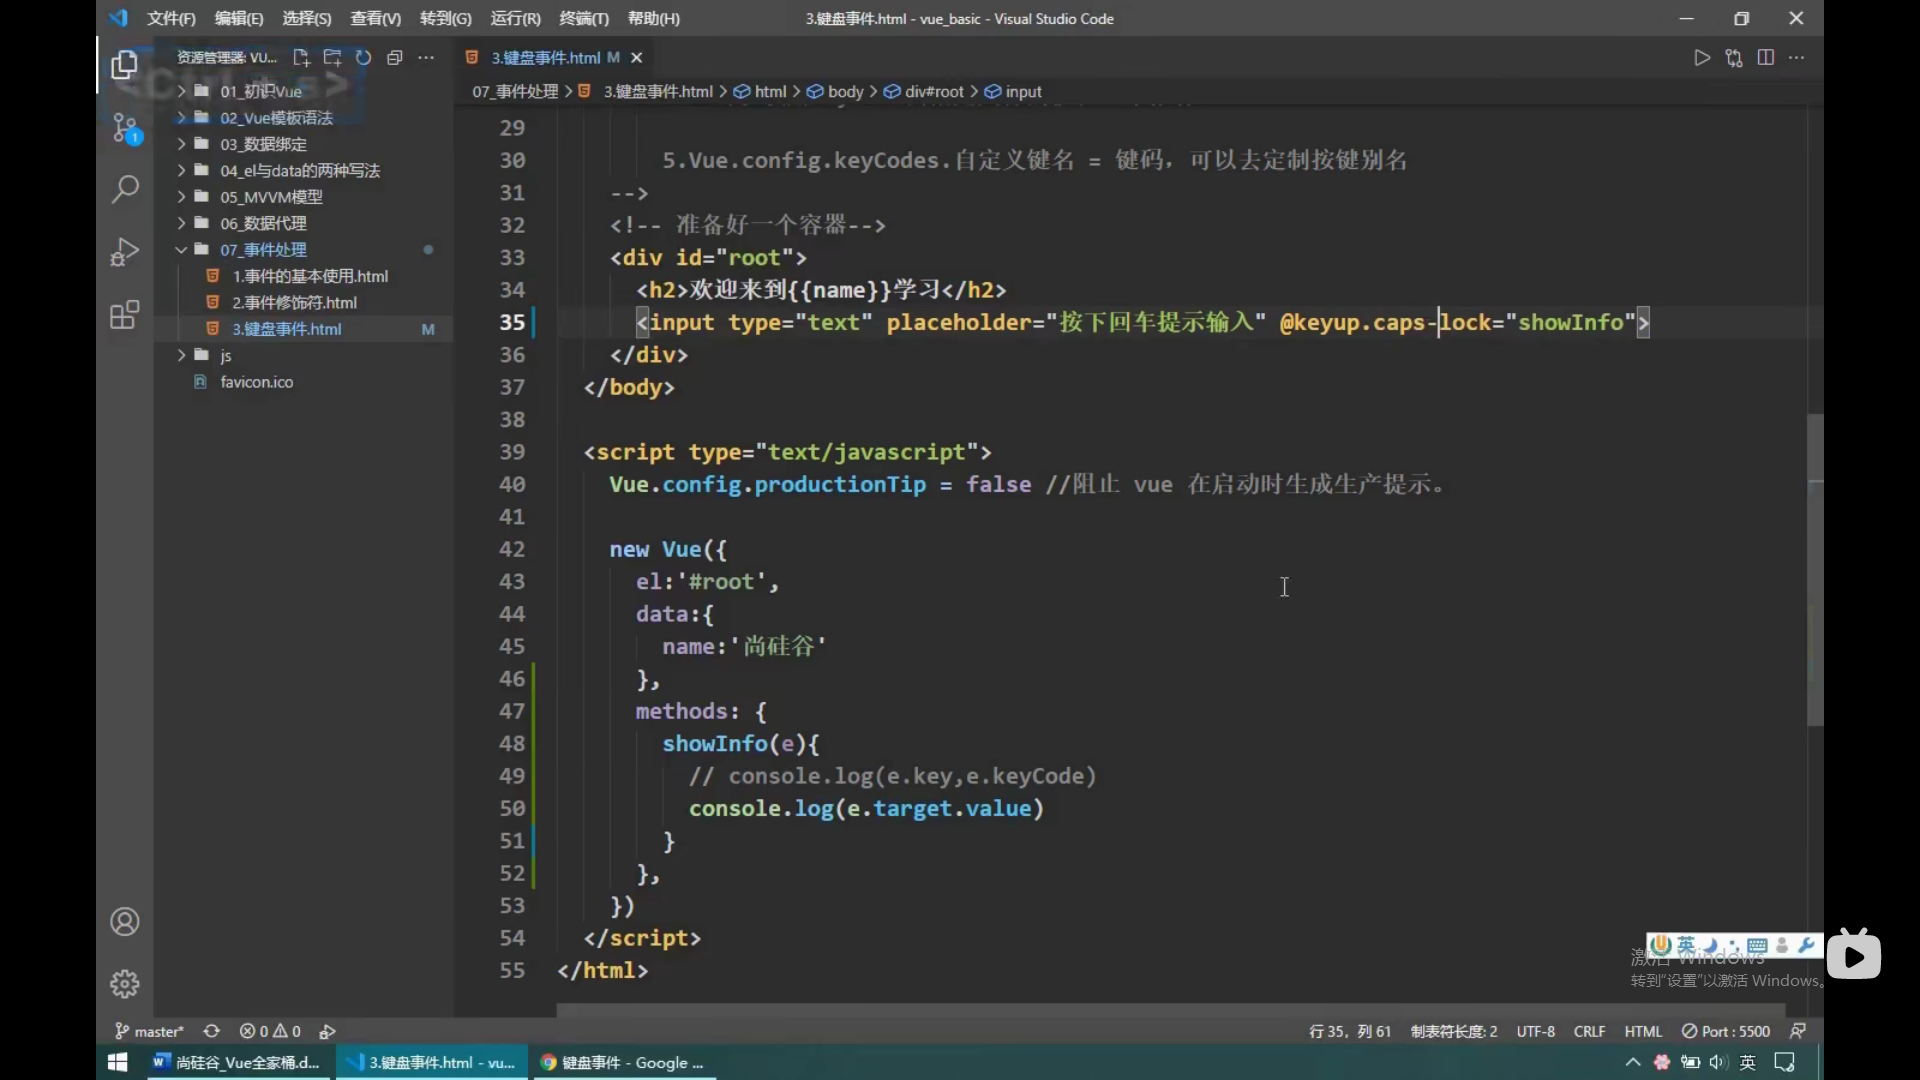 文件(F) 编辑(E) 选择(S) 查看(V) 转到(G) 运行(R) 终端(T) 帮助(H) 3.键盘事件.html - vue_basic - Visual Studio Code
资源管理器: VU...
3.键盘事件.html M
07_事件处理 > 3.键盘事件.html > html > body > div#root > input
01_初识Vue
02_Vue模板语法
03_数据绑定
04_el与data的两种写法
05_MVVM模型
06_数据代理
07_事件处理
1.事件的基本使用.html
2.事件修饰符.html
3.键盘事件.html M
js
favicon.ico
1
29
30 5.Vue.config.keyCodes.自定义键名 = 键码，可以去定制按键别名
31 -->
32 <!-- 准备好一个容器-->
33 <div id="root">
34 <h2>欢迎来到{{name}}学习</h2>
35 <input type="text" placeholder="按下回车提示输入" @keyup.caps-lock="showInfo">
36 </div>
37 </body>
38
39 <script type="text/javascript">
40 Vue.config.productionTip = false //阻止 vue 在启动时生成生产提示。
41
42 new Vue({
43 el:'#root',
44 data:{
45 name:'尚硅谷'
46 },
47 methods: {
48 showInfo(e){
49 // console.log(e.key,e.keyCode)
50 console.log(e.target.value)
51 }
52 },
53 })
54 </script>
55 </html>
英
激活 Windows
转到"设置"以激活 Windows。
master* 0 0 行 35，列 61 制表符长度: 2 UTF-8 CRLF HTML Port : 5500
尚硅谷_Vue全家桶.d... 3.键盘事件.html - vu... 键盘事件 - Google ... 英